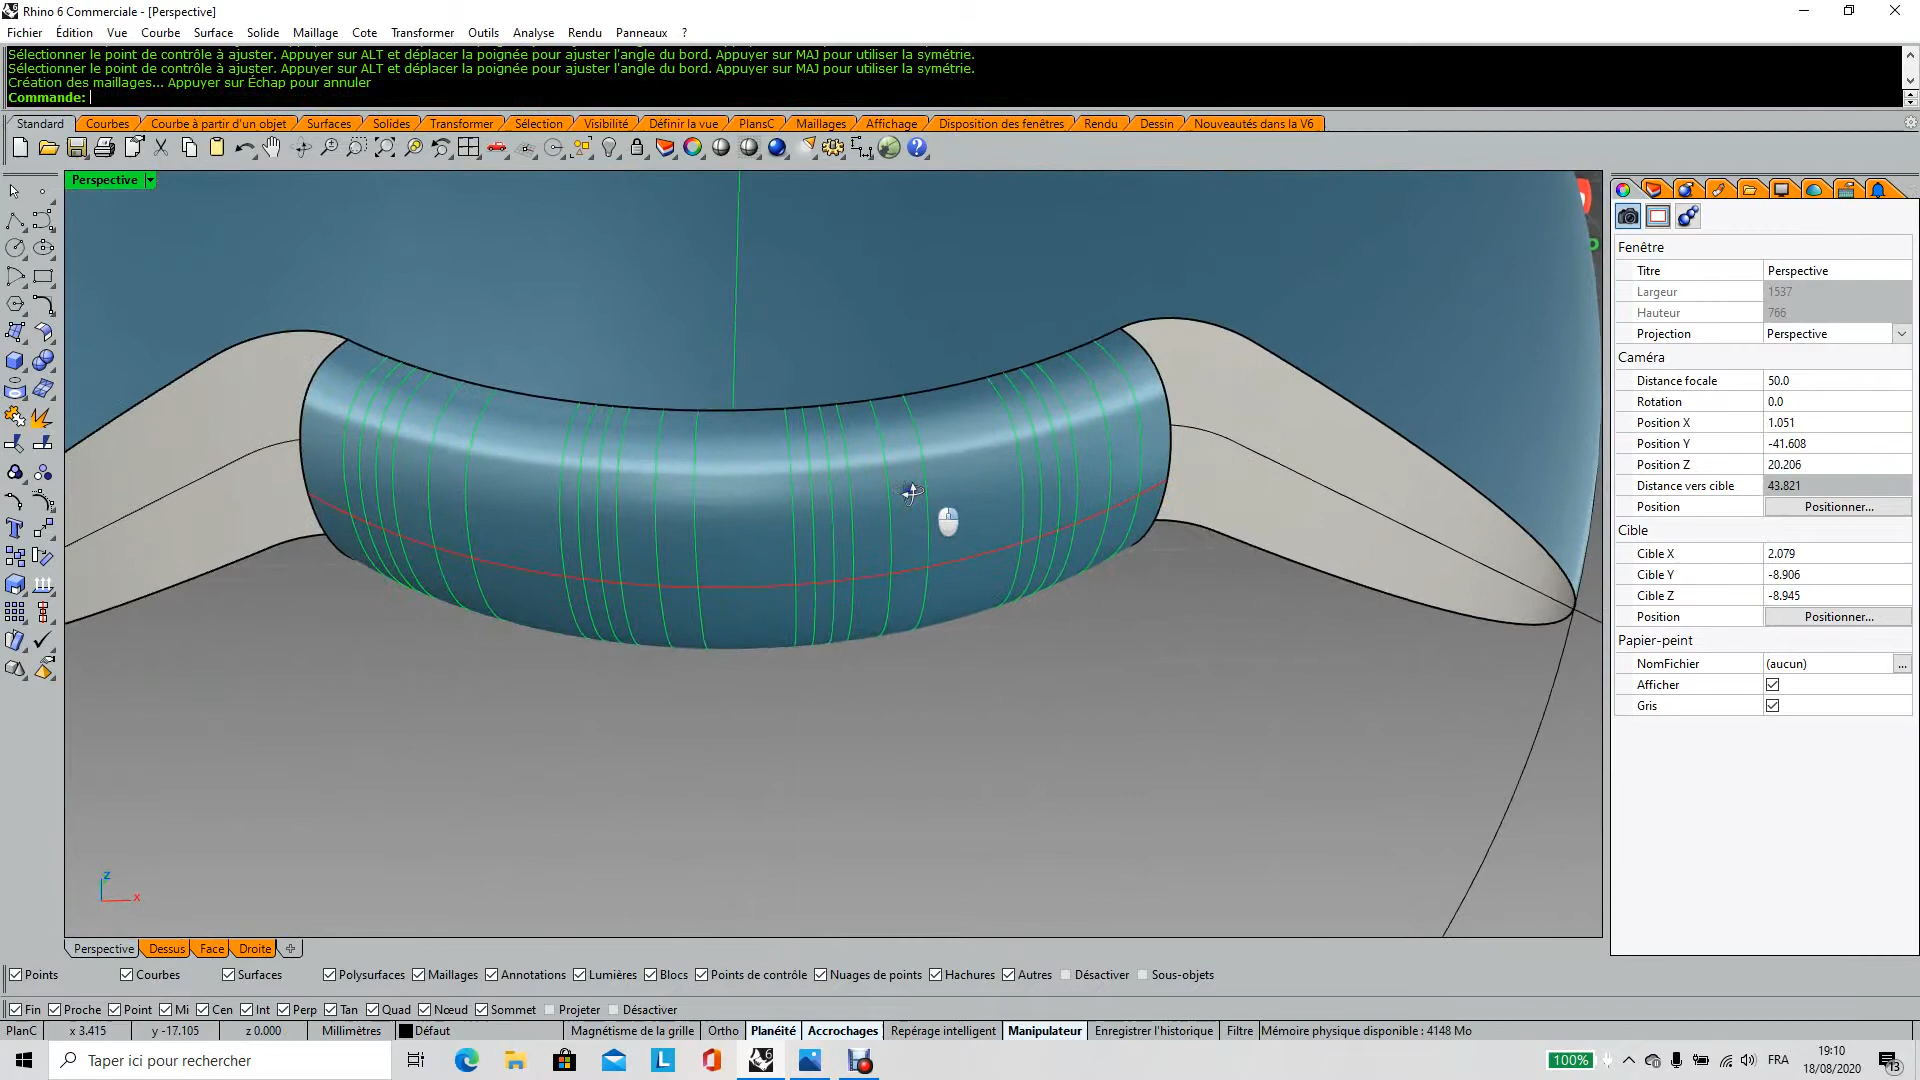 Rhino 6 Commerciale - [Perspective]
Fichier Édition Vue Courbe Surface Solide Maillage Cote Transformer Outils Analyse Rendu Panneaux ?
Sélectionner le point de contrôle à ajuster. Appuyer sur ALT et déplacer la poignée pour ajuster l'angle du bord. Appuyer sur MAJ pour utiliser la symétrie.
Sélectionner le point de contrôle à ajuster. Appuyer sur ALT et déplacer la poignée pour ajuster l'angle du bord. Appuyer sur MAJ pour utiliser la symétrie.
Création des maillages... Appuyer sur Échap pour annuler
Commande:
Standard Courbes Courbe à partir d'un objet Surfaces Solides Transformer Sélection Visibilité Définir la vue PlansC Maillages Affichage Disposition des fenêtres Rendu Dessin Nouveautés dans la V6
Perspective
Fenêtre
Titre Perspective
Largeur 1537
Hauteur 766
Projection Perspective
Caméra
Distance focale 50.0
Rotation 0.0
Position X 1.051
Position Y -41.608
Position Z 20.206
Distance vers cible 43.821
Position Positionner...
Cible
Cible X 2.079
Cible Y -8.906
Cible Z -8.945
Position Positionner...
Papier-peint
NomFichier (aucun) ...
Afficher
Gris
z
x
Perspective Dessus Face Droite
Points Courbes Surfaces Polysurfaces Maillages Annotations Lumières Blocs Points de contrôle Nuages de points Hachures Autres Désactiver Sous-objets
Fin Proche Point Mi Cen Int Perp Tan Quad Nœud Sommet Projeter Désactiver
PlanC x 3.415 y -17.105 z 0.000 Millimètres Défaut Magnétisme de la grille Ortho Planéité Accrochages Repérage intelligent Manipulateur Enregistrer l'historique Filtre Mémoire physique disponible : 4148 Mo
Taper ici pour rechercher
100% FRA 19:10
18/08/2020
13